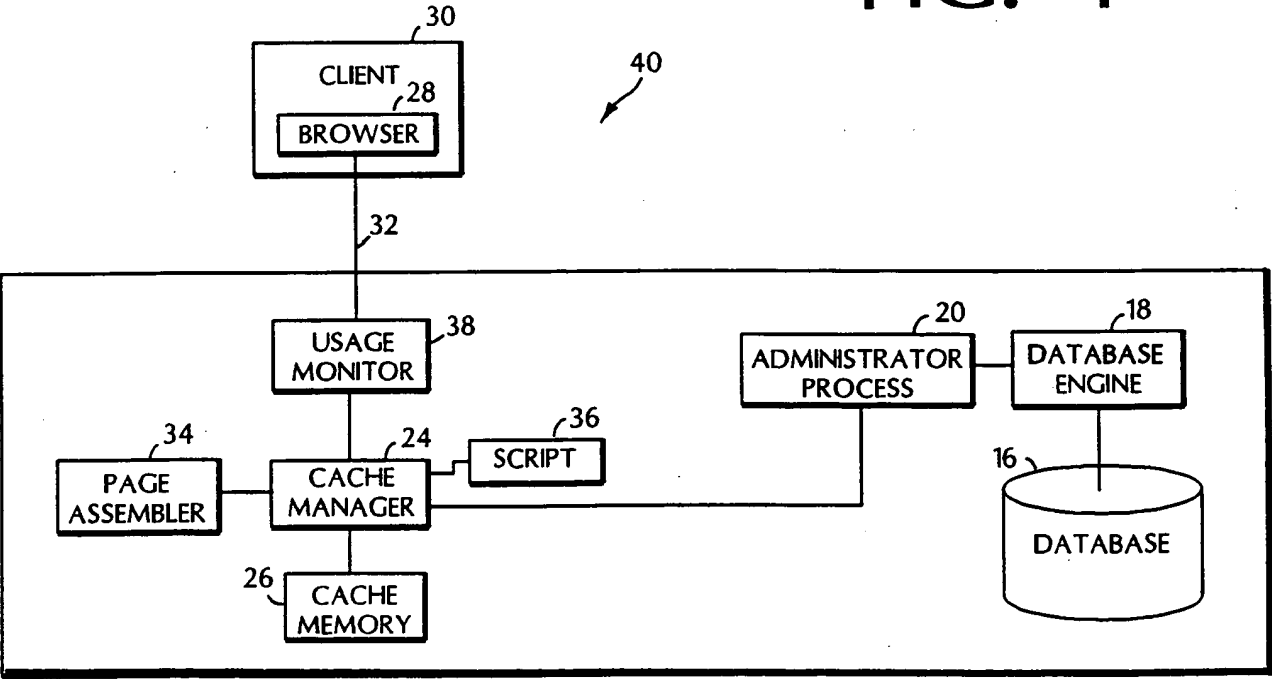 FIG.
30
CLIENT
28
BROWSER
40
32
USAGE
MONITOR
38
20
ADMINISTRATOR
PROCESS
18
DATABASE
ENGINE
34
PAGE
ASSEMBLER
24
CACHE
MANAGER
36
SCRIPT
16
DATABASE
26
CACHE
MEMORY